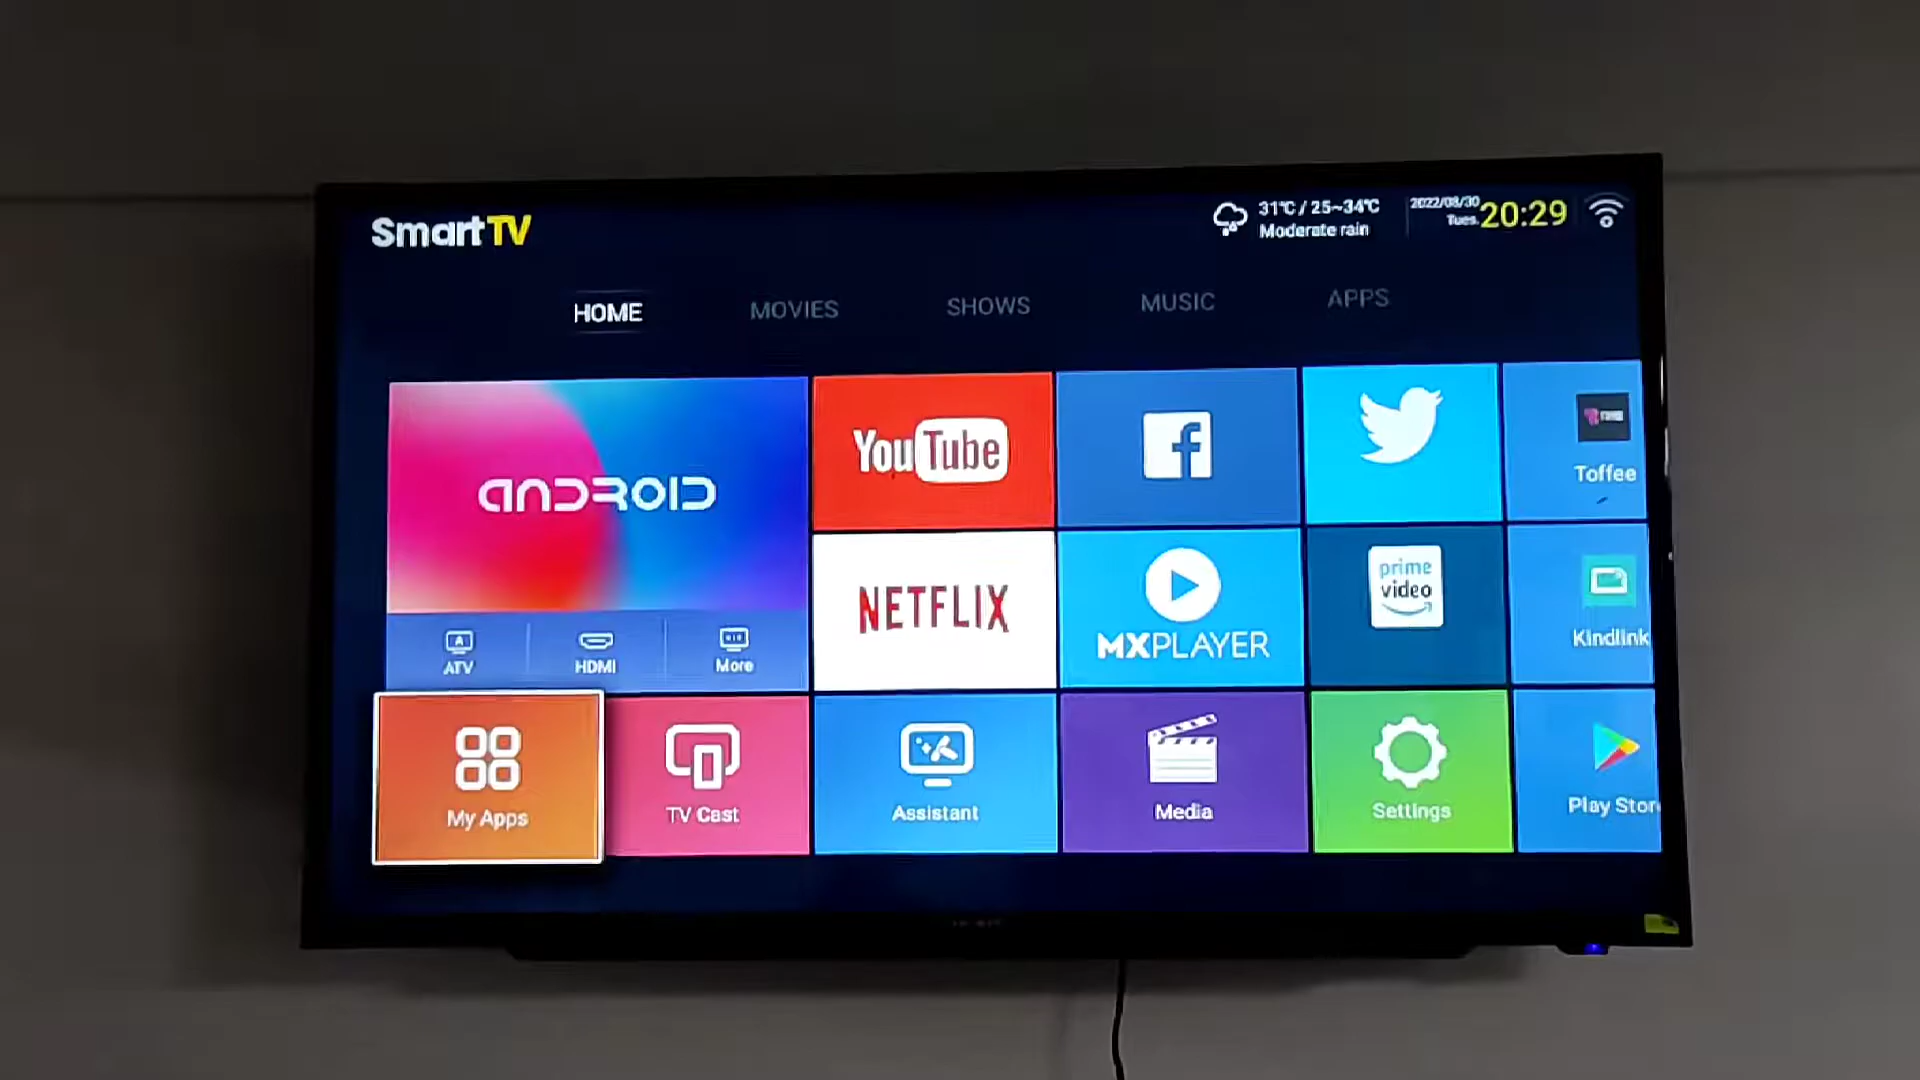 SmartTV
31℃ / 25~34℃
Moderate rain
2022/08/30
Tues.
20:29
HOME
MOVIES
SHOWS
MUSIC
APPS
ANDROID
YouTube
Toffee
NETFLIX
MXPLAYER
prime
video
Kindlink
ATV
HDMI
More
My Apps
TV Cast
Assistant
Media
Settings
Play Stor